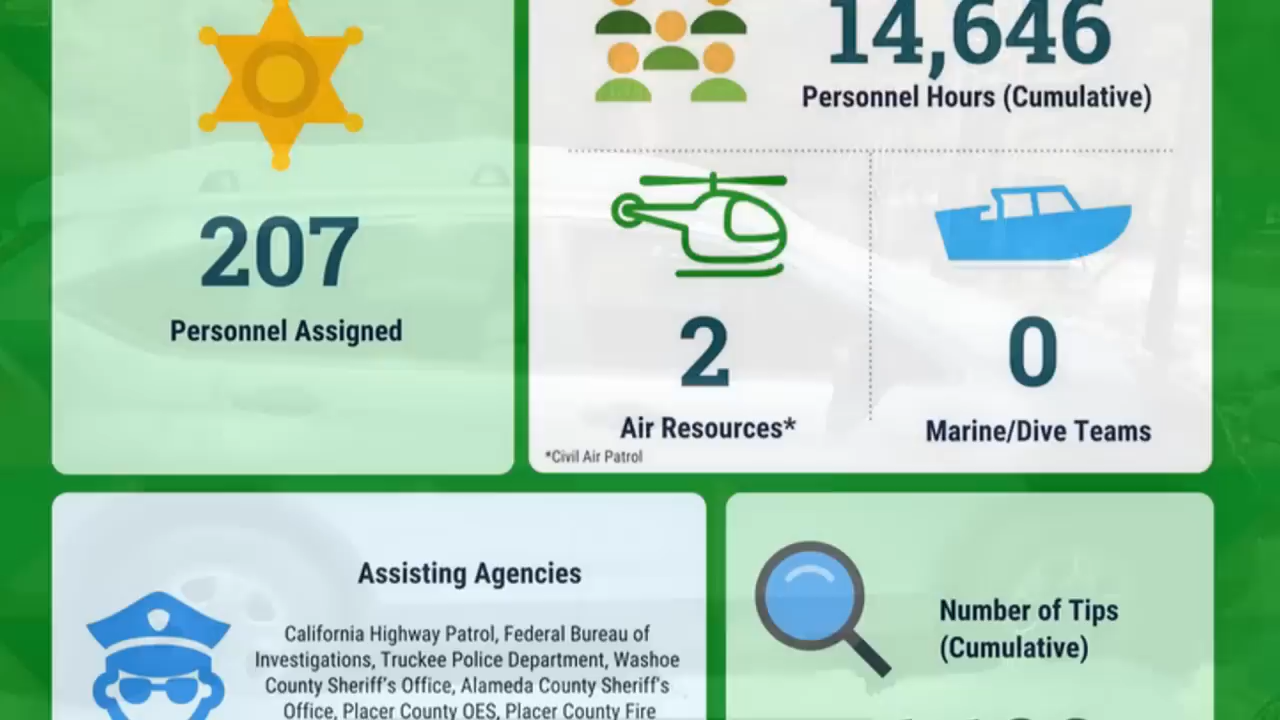 14,646
Personnel Hours (Cumulative)
207
Personnel Assigned
2
Air Resources*
*Civil Air Patrol
0
Marine/Dive Teams
Assisting Agencies
California Highway Patrol, Federal Bureau of
Investigations, Truckee Police Department, Washoe
County Sheriff's Office, Alameda County Sheriff's
Office, Placer County OES, Placer County Fire
Number of Tips
(Cumulative)